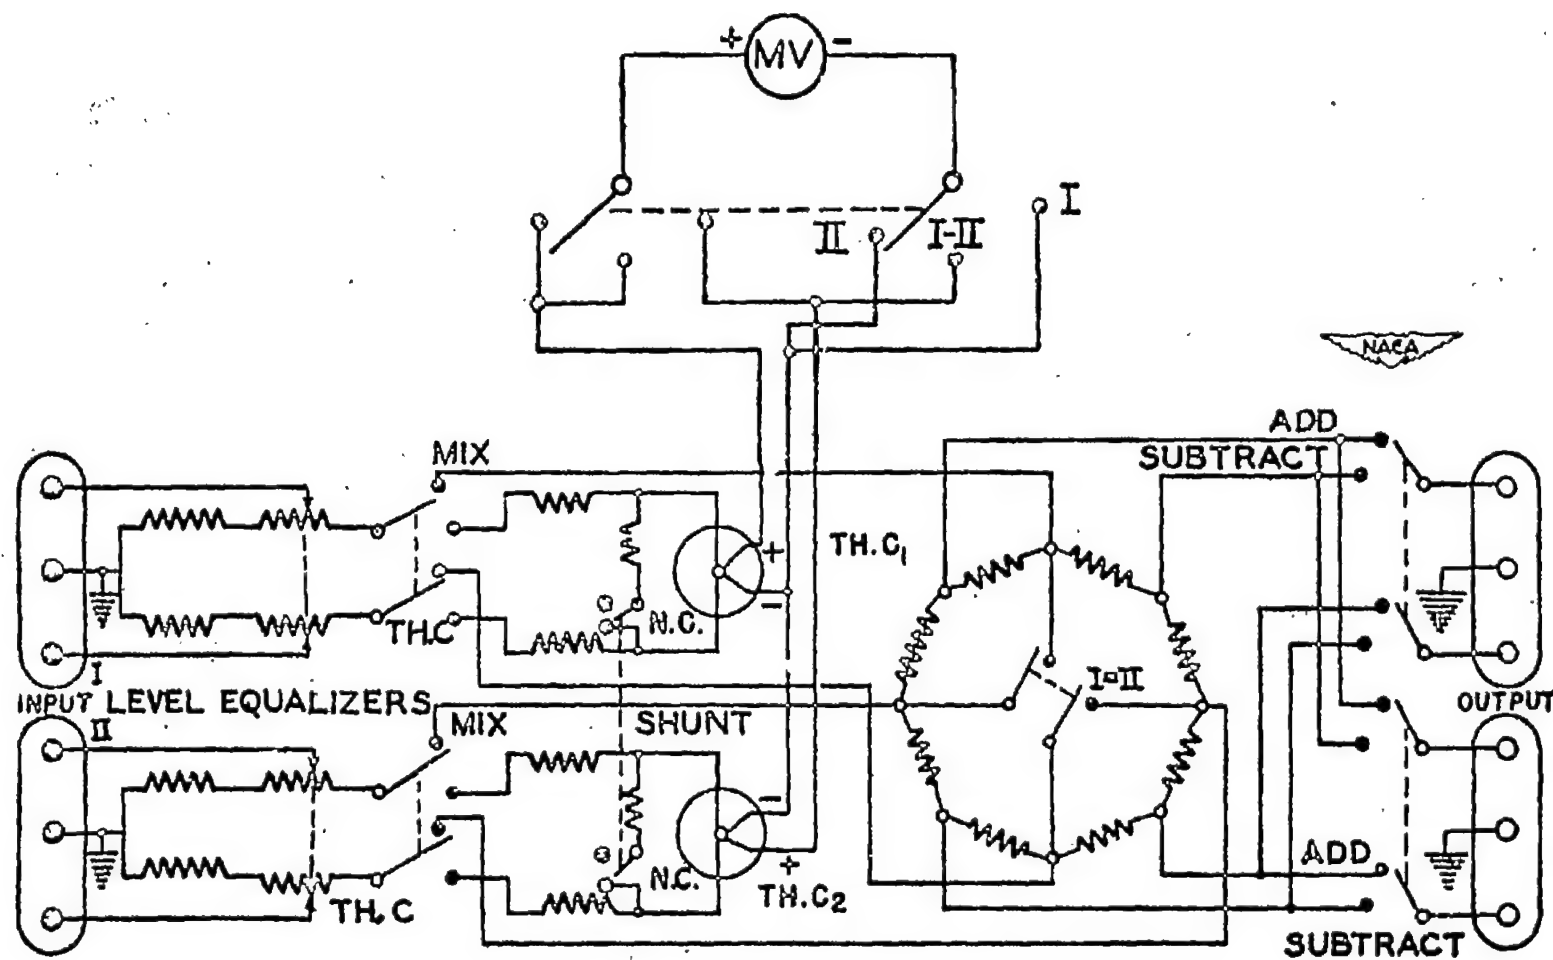 + MV -
II I-II I
NACA
ADD
SUBTRACT
MIX
TH.C1
+
-
N.C.
TH.C
I
INPUT LEVEL EQUALIZERS
II
MIX
SHUNT
I=II
OUTPUT
-
+
N.C.
TH.C2
TH.C
ADD
SUBTRACT